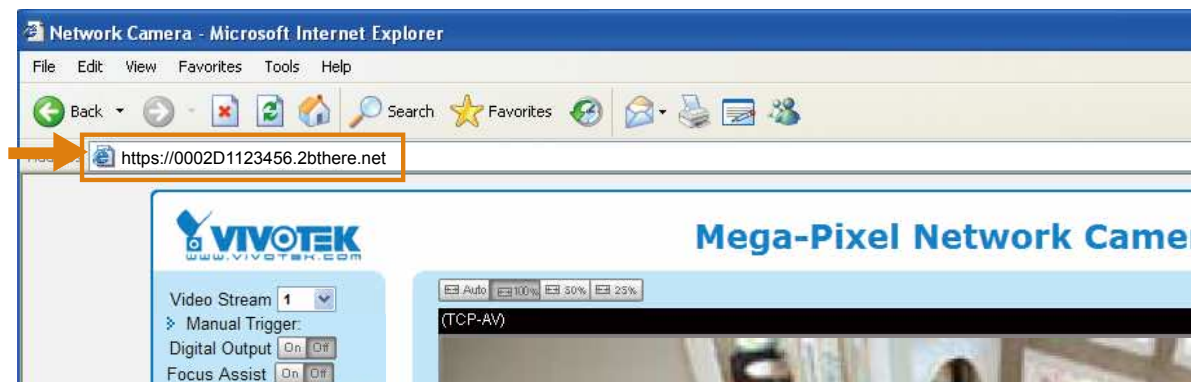 Network Camera - Microsoft Internet Explorer
File Edit View Favorites Tools Help
Back Search Favorites
https://0002D1123456.2bthere.net
VIVOTEK
www.vivotek.com
Mega-Pixel Network Came
Auto 100% 50% 25%
Video Stream 1
(TCP-AV)
Manual Trigger:
Digital Output On Off
Focus Assist On Off